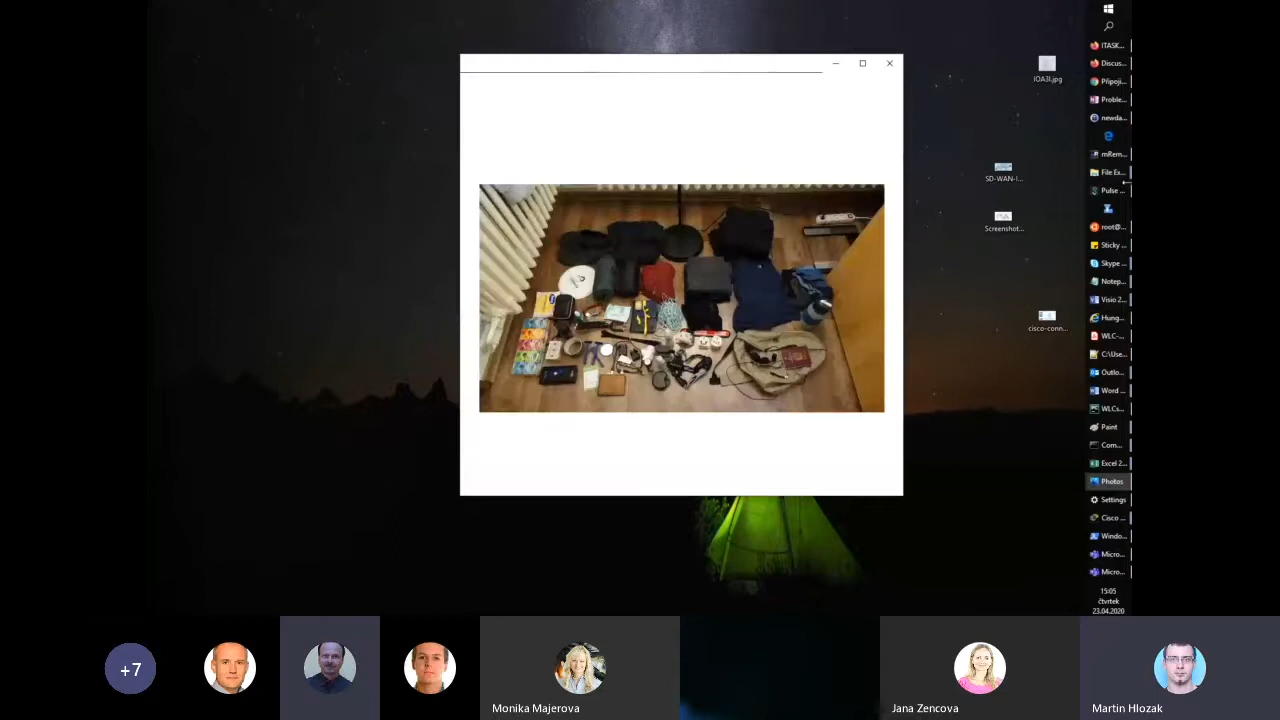 IOA3I.jpg
SD-WAN-I...
Screenshot...
cisco-conn...
ITASK...
Discus...
Připoji...
Proble...
newda...
mRem...
File Ex...
Pulse ...
root@...
Sticky ...
Skype ...
Notep...
Visio 2...
Hung...
WLC-...
C:\Use...
Outlo...
Word ...
WLCs...
Paint
Com...
Excel 2...
Photos
Settings
Cisco ...
Windo...
Micro...
Micro...
15:05
čtvrtek
23.04.2020
+7
Monika Majerova
Jana Zencova
Martin Hlozak